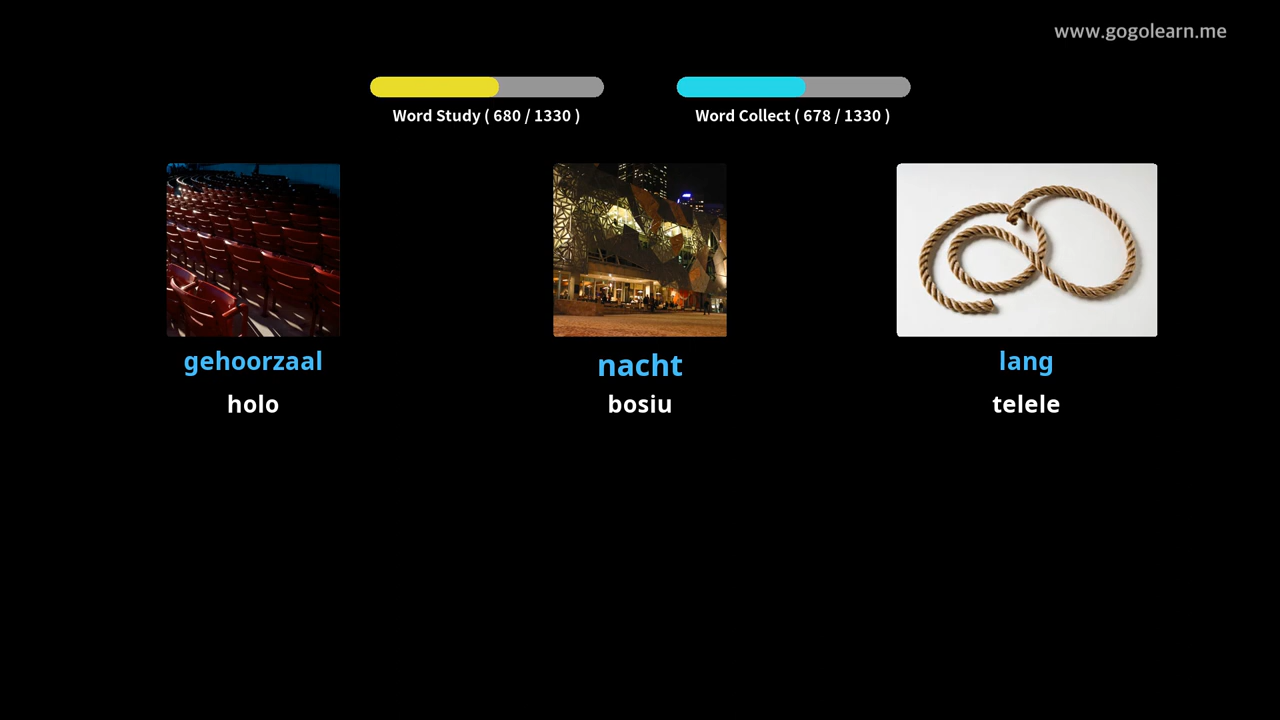 www.gogolearn.me
Word Study ( 680 / 1330 )
Word Collect ( 678 / 1330 )
gehoorzaal
nacht
lang
holo
bosiu
telele